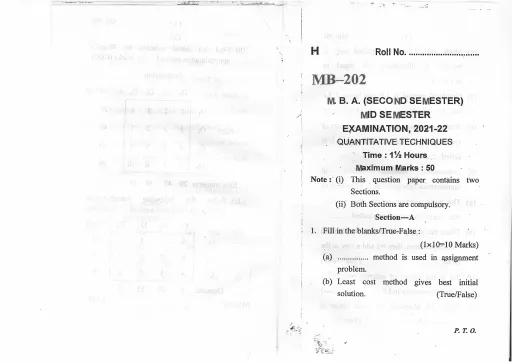 H
Roll No. ..............................
MB–202
M. B. A. (SECOND SEMESTER)
MID SEMESTER
EXAMINATION, 2021-22
QUANTITATIVE TECHNIQUES
Time : 1½ Hours
Maximum Marks : 50
Note : (i) This question paper contains two
Sections.
(ii) Both Sections are compulsory.
Section—A
1. Fill in the blanks/True-False :
(1×10=10 Marks)
(a) ............... method is used in assignment
problem.
(b) Least cost method gives best initial
solution. (True/False)
P. T. O.